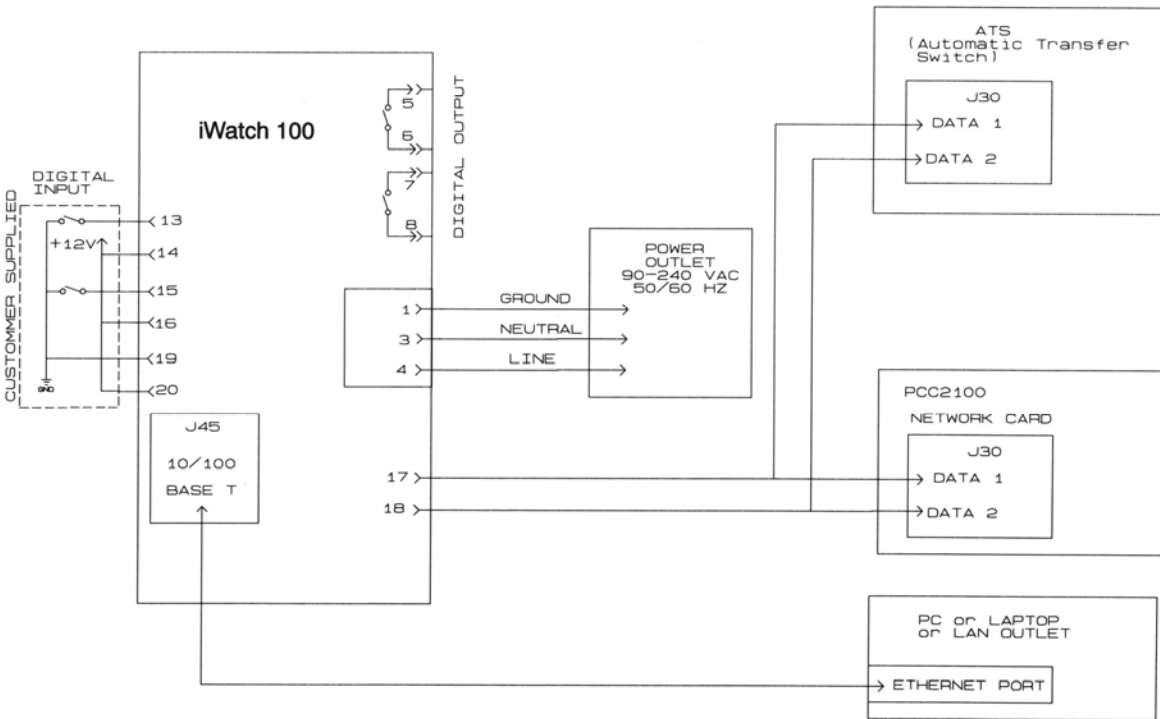 ATS
(Automatic Transfer
Switch)
J30
DATA 1
DATA 2
iWatch 100
5
6
7
8
DIGITAL OUTPUT
DIGITAL
INPUT
CUSTOMMER SUPPLIED
+12V
GND
13
14
15
16
19
20
1
3
4
GROUND
NEUTRAL
LINE
POWER
OUTLET
90-240 VAC
50/60 HZ
J45
10/100
BASE T
17
18
PCC2100
NETWORK CARD
J30
DATA 1
DATA 2
PC or LAPTOP
or LAN OUTLET
ETHERNET PORT